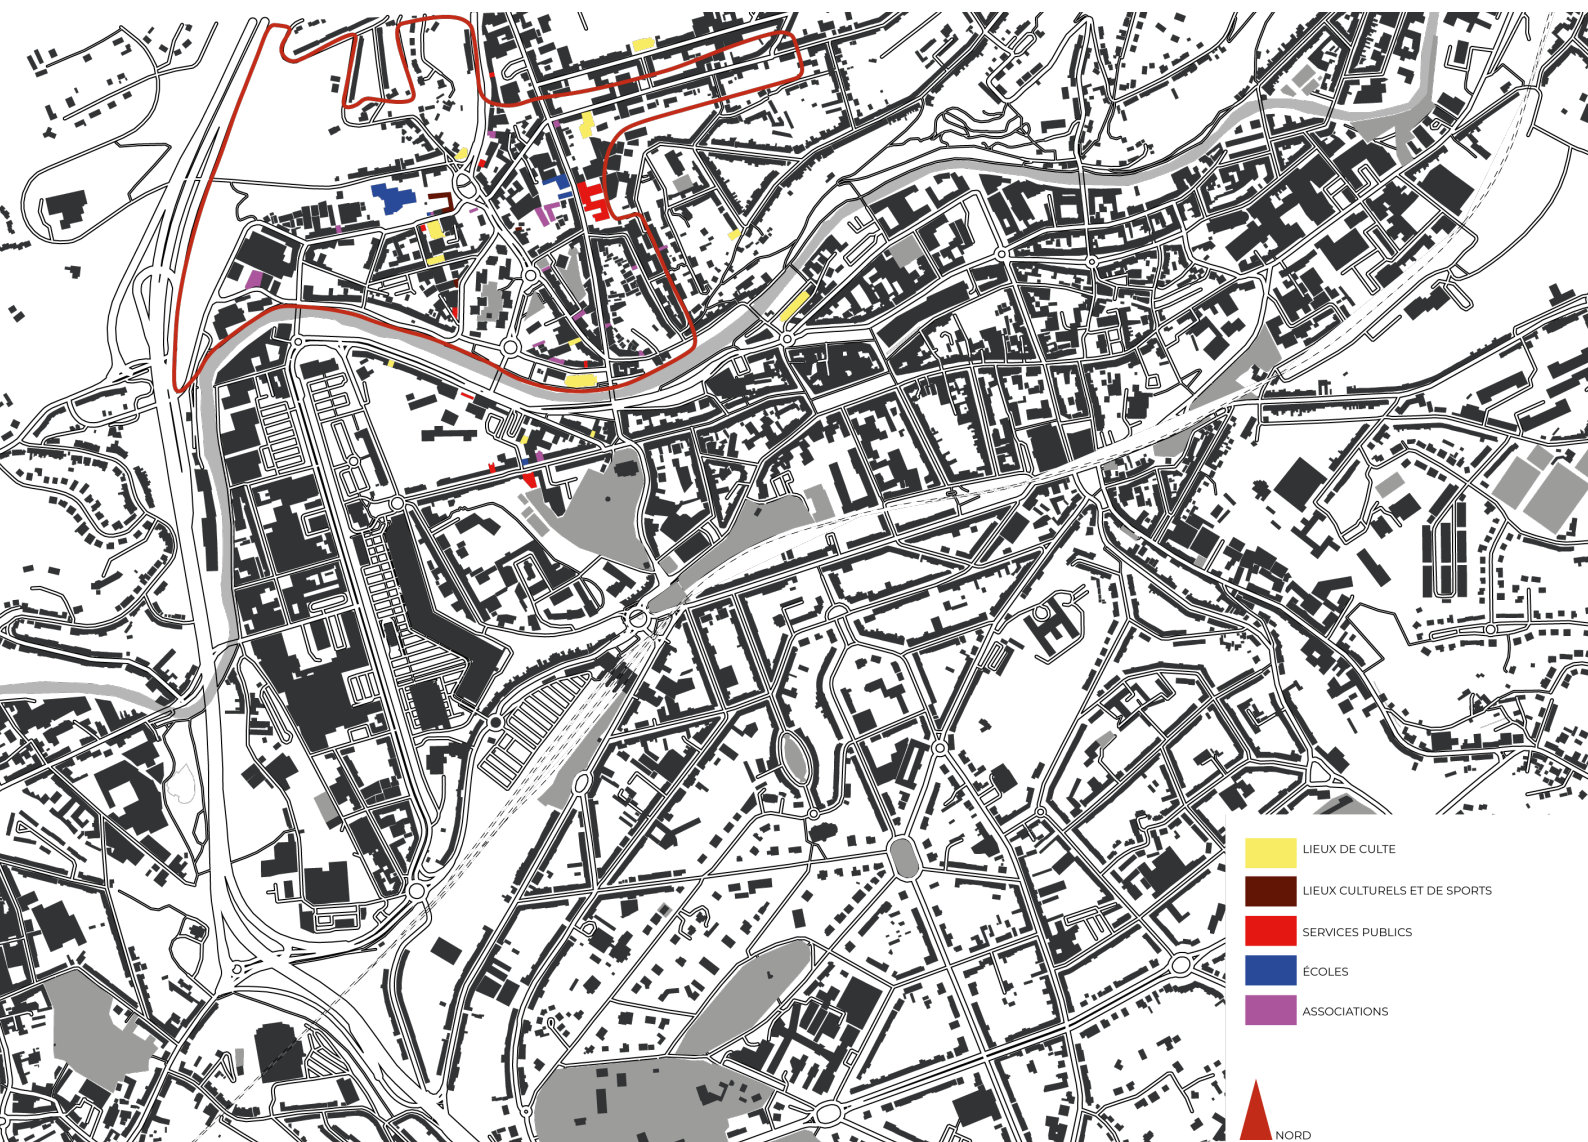 LIEUX DE CULTE
LIEUX CULTURELS ET DE SPORTS
SERVICES PUBLICS
ÉCOLES
ASSOCIATIONS
NORD